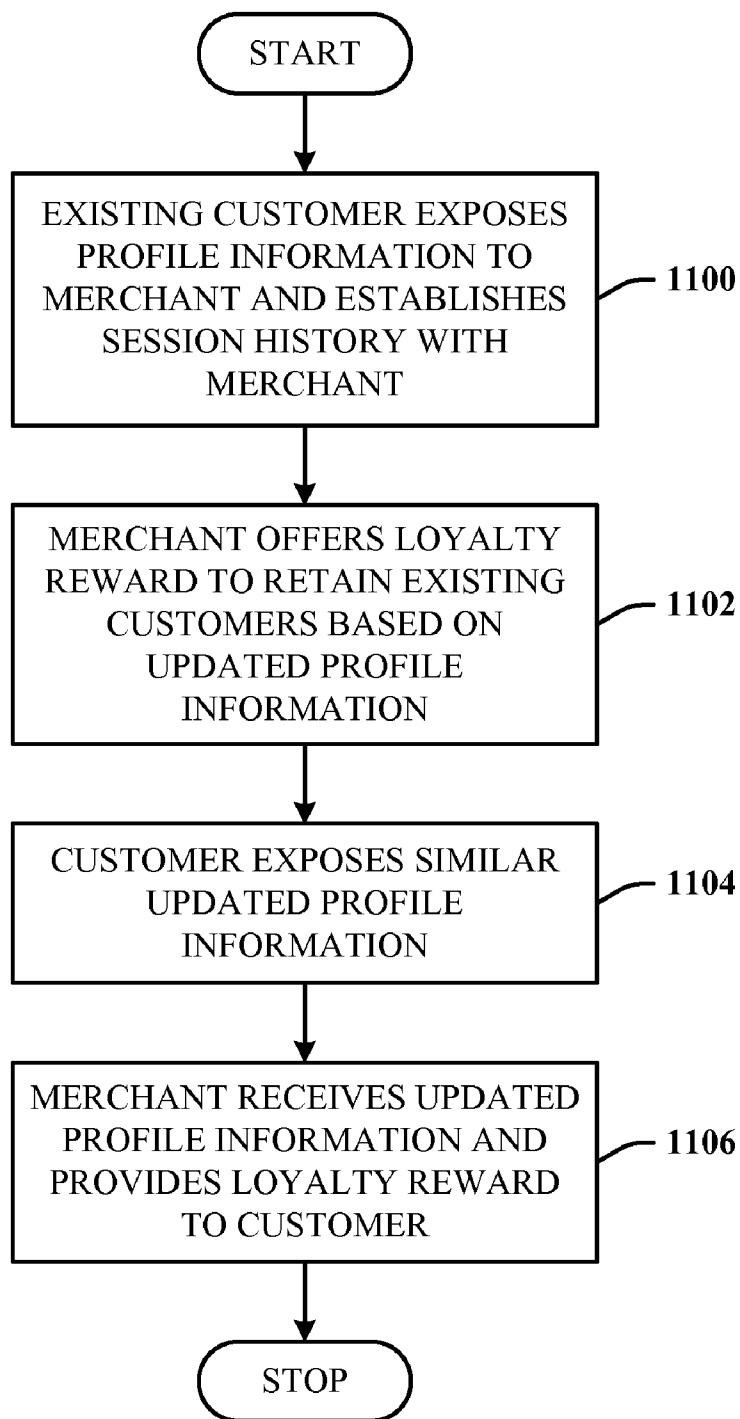 START
EXISTING CUSTOMER EXPOSES
PROFILE INFORMATION TO
MERCHANT AND ESTABLISHES
SESSION HISTORY WITH
MERCHANT
1100
MERCHANT OFFERS LOYALTY
REWARD TO RETAIN EXISTING
CUSTOMERS BASED ON
UPDATED PROFILE
INFORMATION
1102
CUSTOMER EXPOSES SIMILAR
UPDATED PROFILE
INFORMATION
1104
MERCHANT RECEIVES UPDATED
PROFILE INFORMATION AND
PROVIDES LOYALTY REWARD
TO CUSTOMER
1106
STOP